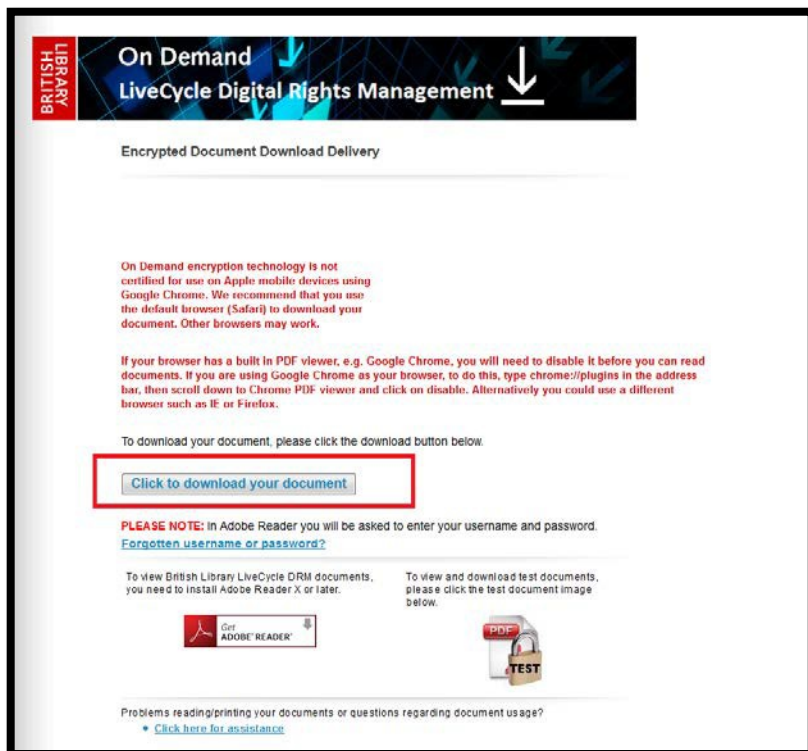 BRITISH
LIBRARY
On Demand
LiveCycle Digital Rights Management
Encrypted Document Download Delivery
On Demand encryption technology is not
certified for use on Apple mobile devices using
Google Chrome. We recommend that you use
the default browser (Safari) to download your
document. Other browsers may work.
If your browser has a built in PDF viewer, e.g. Google Chrome, you will need to disable it before you can read
documents. If you are using Google Chrome as your browser, to do this, type chrome://plugins in the address
bar, then scroll down to Chrome PDF viewer and click on disable. Alternatively you could use a different
browser such as IE or Firefox.
To download your document, please click the download button below.
Click to download your document
PLEASE NOTE: In Adobe Reader you will be asked to enter your username and password.
Forgotten username or password?
To view British Library LiveCycle DRM documents,
you need to install Adobe Reader X or later.
Get
ADOBE® READER®
To view and download test documents,
please click the test document image
below.
PDF
TEST
Problems reading/printing your documents or questions regarding document usage?
Click here for assistance